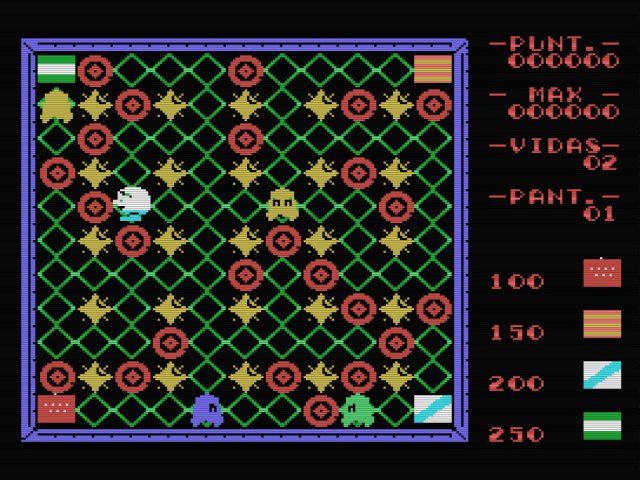 -PUNT.-
000000
- MAX -
000000
-VIDAS-
02
-PANT.-
01
100
150
200
250